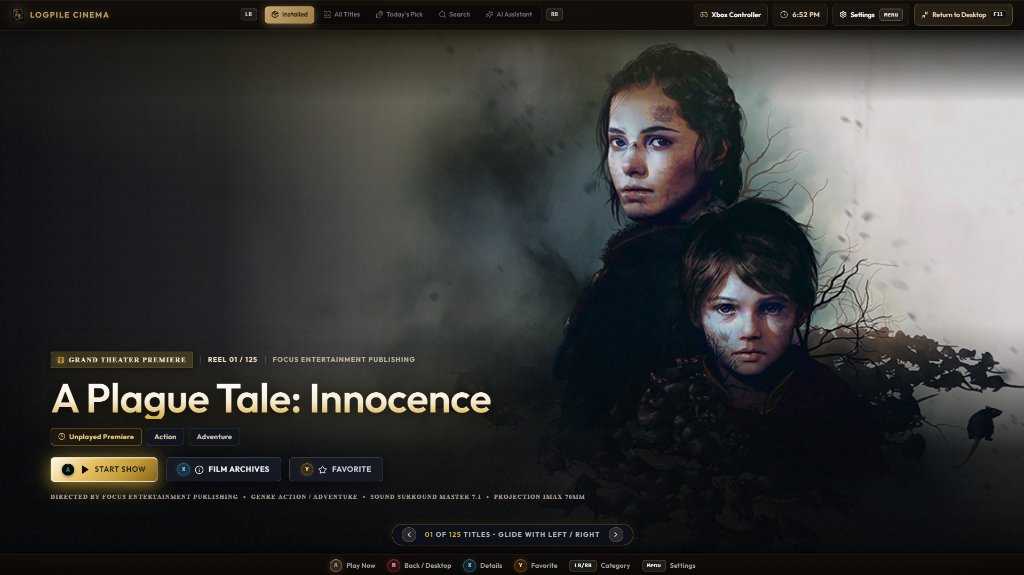 LOGPILE CINEMA
LB Installed All Titles Today's Pick Search AI Assistant RB
Xbox Controller 6:52 PM Settings MENU Return to Desktop F11
GRAND THEATER PREMIERE REEL 01 / 125 FOCUS ENTERTAINMENT PUBLISHING
A Plague Tale: Innocence
Unplayed Premiere Action Adventure
A START SHOW X FILM ARCHIVES Y FAVORITE
DIRECTED BY FOCUS ENTERTAINMENT PUBLISHING • GENRE ACTION / ADVENTURE • SOUND SURROUND MASTER 7.1 • PROJECTION IMAX 70MM
01 OF 125 TITLES • GLIDE WITH LEFT / RIGHT
A Play Now B Back / Desktop X Details Y Favorite LB/RB Category Menu Settings